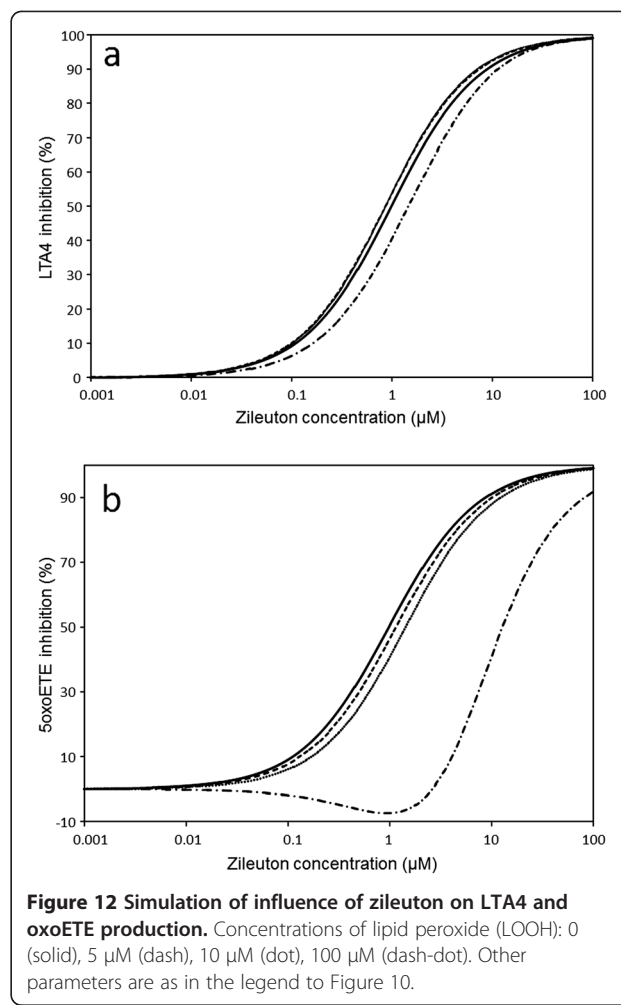 100
90
80
70
60
50
40
30
20
10
0
LTA4 inhibition (%)
a
0.001 0.01 0.1 1 10 100
Zileuton concentration (µM)
90
70
50
30
10
-10
5oxoETE inhibition (%)
b
0.001 0.01 0.1 1 10 100
Zileuton concentration (µM)
Figure 12 Simulation of influence of zileuton on LTA4 and
oxoETE production. Concentrations of lipid peroxide (LOOH): 0
(solid), 5 µM (dash), 10 µM (dot), 100 µM (dash-dot). Other
parameters are as in the legend to Figure 10.